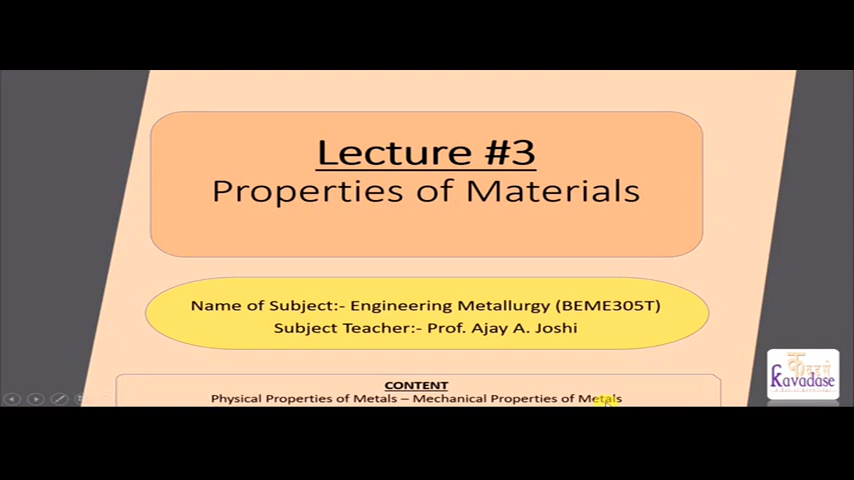 Lecture #3
Properties of Materials
Name of Subject:- Engineering Metallurgy (BEME305T)
Subject Teacher:- Prof. Ajay A. Joshi
CONTENT
Physical Properties of Metals – Mechanical Properties of Metals
Kavadase